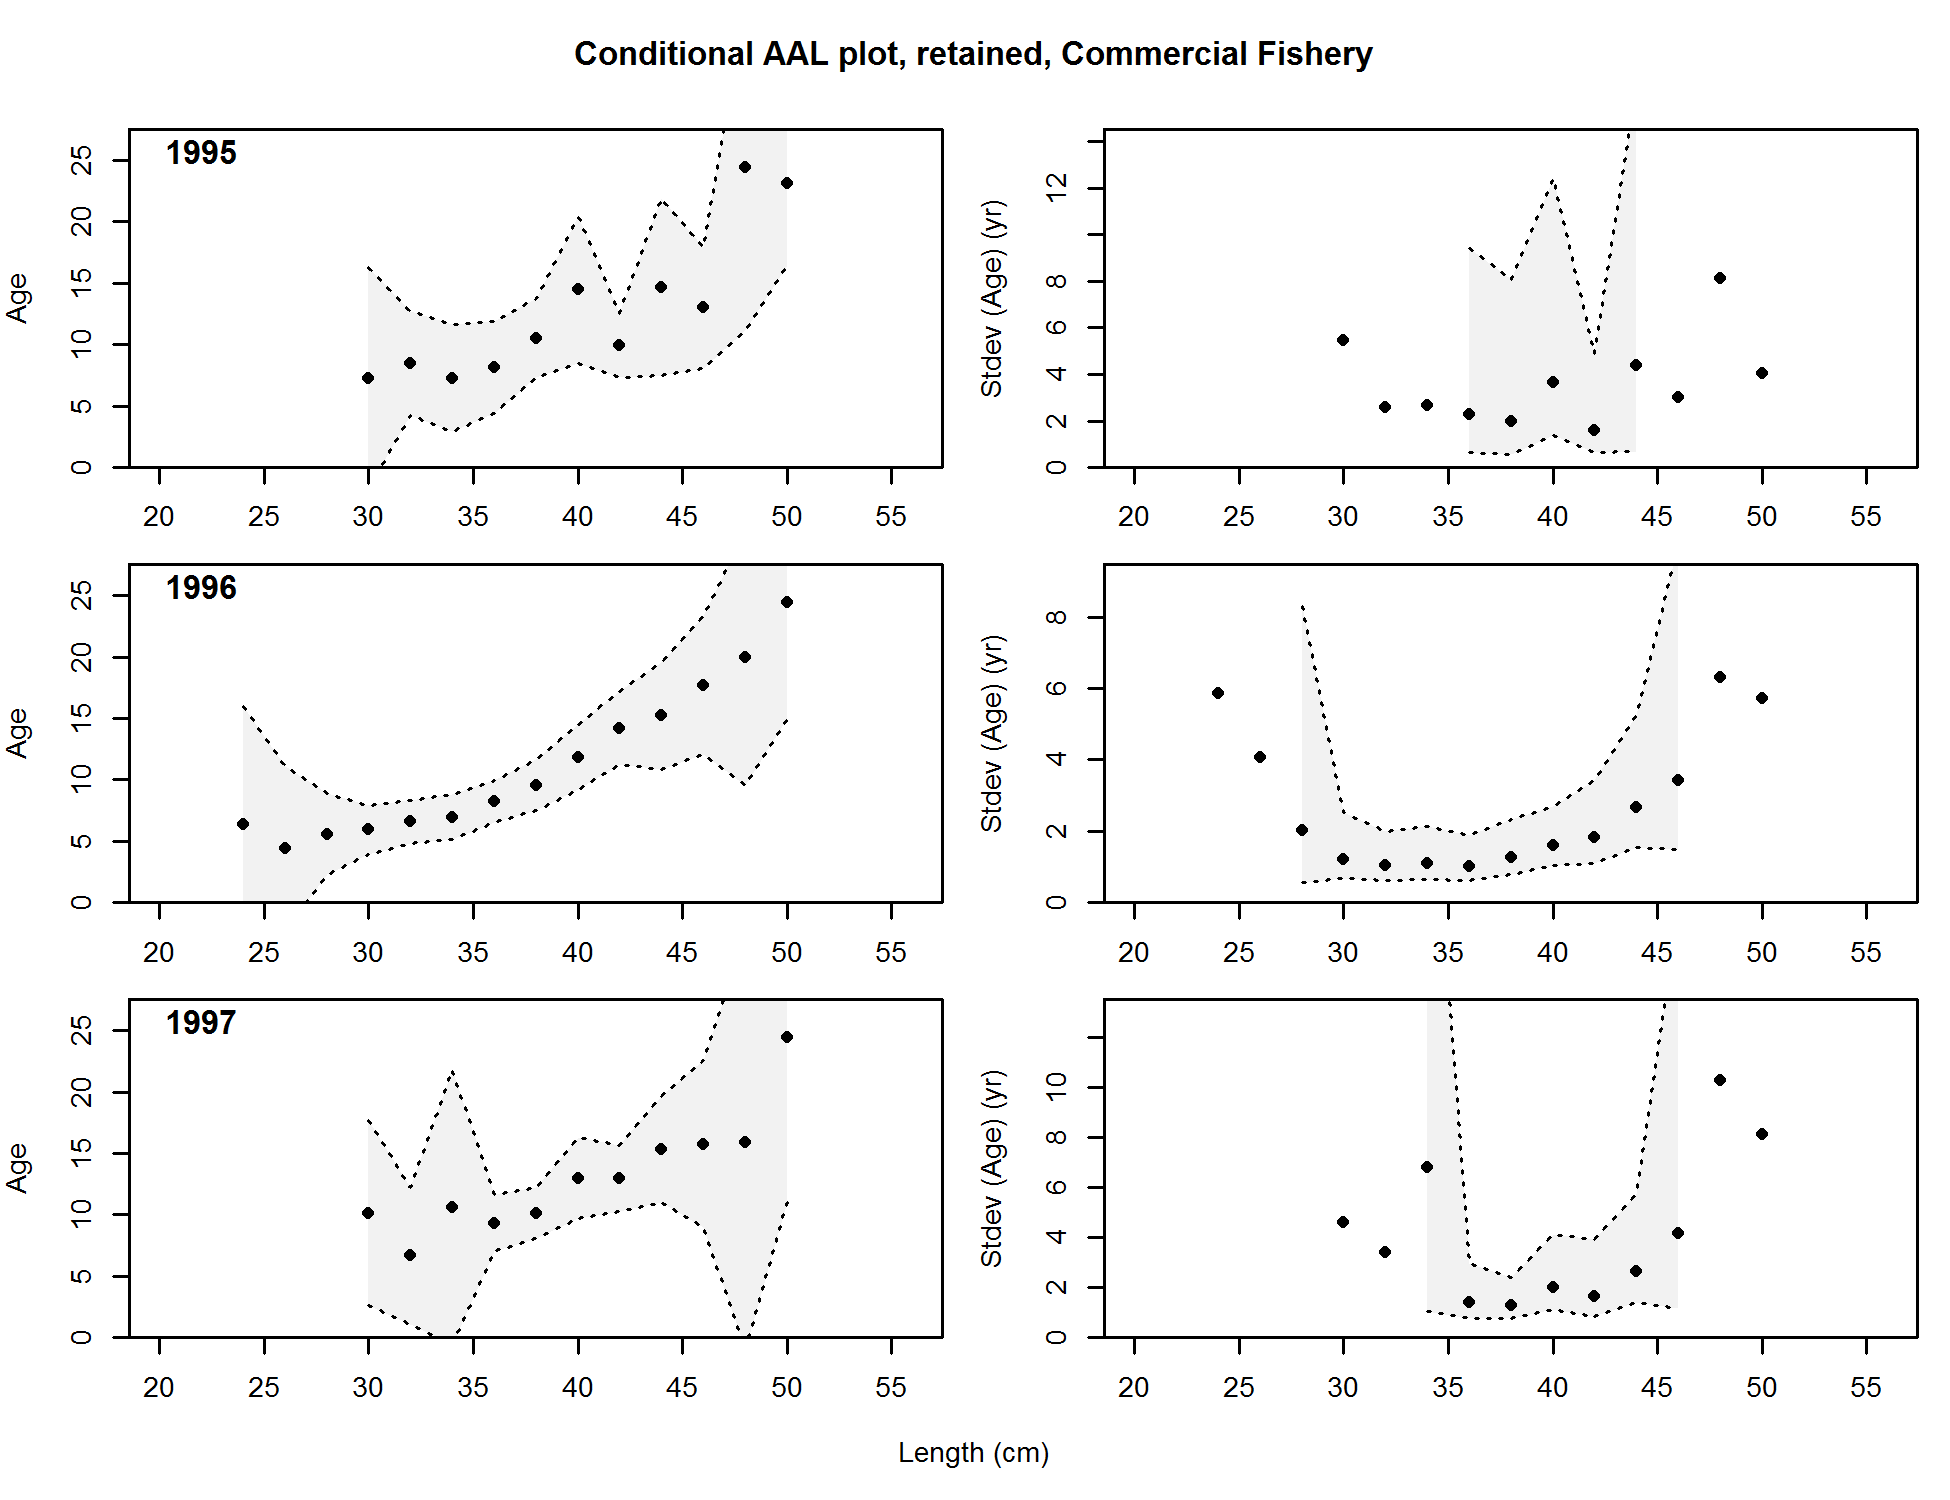 Conditional AAL plot, retained, Commercial Fishery
1995
Age
0 5 10 15 20 25
20 25 30 35 40 45 50 55
Stdev (Age) (yr)
0 2 4 6 8 12
20 25 30 35 40 45 50 55
1996
Age
0 5 10 15 20 25
20 25 30 35 40 45 50 55
Stdev (Age) (yr)
0 2 4 6 8
20 25 30 35 40 45 50 55
1997
Age
0 5 10 15 20 25
20 25 30 35 40 45 50 55
Stdev (Age) (yr)
0 2 4 6 8 10
20 25 30 35 40 45 50 55
Length (cm)